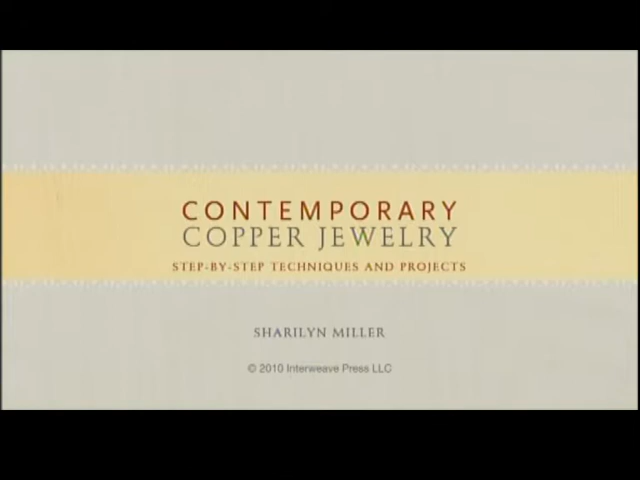 CONTEMPORARY
COPPER JEWELRY
STEP-BY-STEP TECHNIQUES AND PROJECTS
SHARILYN MILLER
© 2010 Interweave Press LLC